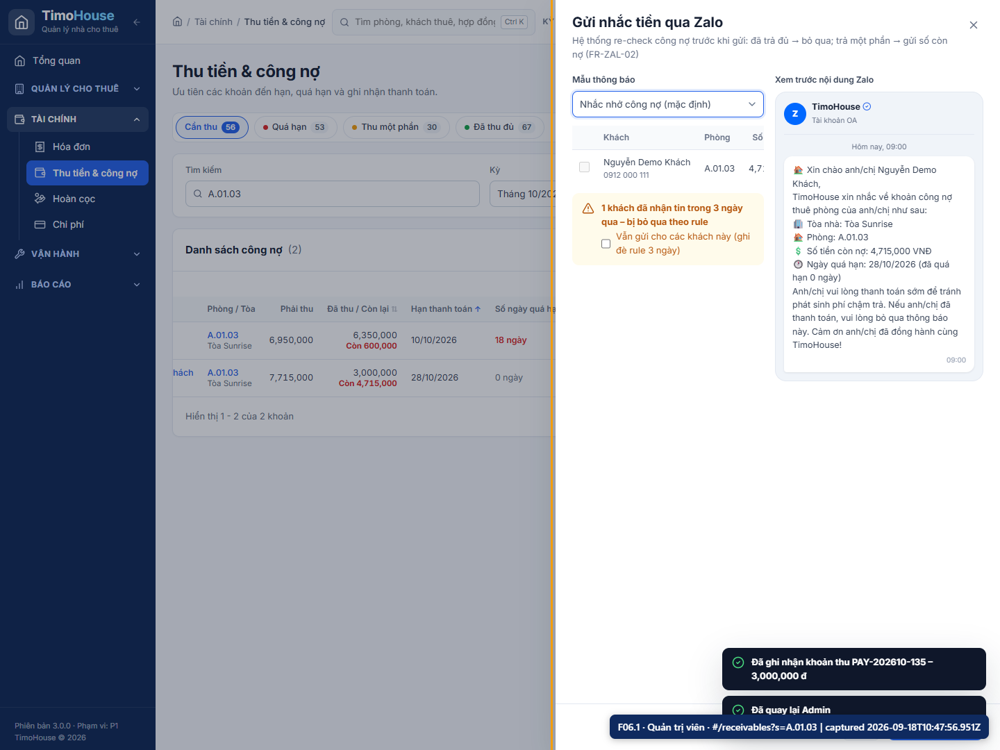 TimoHouse
Quản lý nhà cho thuê
Tổng quan
QUẢN LÝ CHO THUÊ
TÀI CHÍNH
Hóa đơn
Thu tiền & công nợ
Hoàn cọc
Chi phí
VẬN HÀNH
BÁO CÁO
Phiên bản 3.0.0 · Phạm vi: P1
TimoHouse © 2026
/ Tài chính / Thu tiền & công nợ
Tìm phòng, khách thuê, hợp đồng
Ctrl K
Thu tiền & công nợ
Ưu tiên các khoản đến hạn, quá hạn và ghi nhận thanh toán.
Cần thu 56
Quá hạn 53
Thu một phần 30
Đã thu đủ 67
Tìm kiếm
Kỳ
A.01.03
Tháng 10/202
Danh sách công nợ (2)
Phòng / Tòa
Phải thu
Đã thu / Còn lại
Hạn thanh toán
Số ngày quá hạ
A.01.03
Tòa Sunrise
6,950,000
6,350,000
Còn 600,000
10/10/2026
18 ngày
hách
A.01.03
Tòa Sunrise
7,715,000
3,000,000
Còn 4,715,000
28/10/2026
0 ngày
Hiển thị 1 - 2 của 2 khoản
Gửi nhắc tiền qua Zalo
Hệ thống re-check công nợ trước khi gửi: đã trả đủ → bỏ qua; trả một phần → gửi số còn
nợ (FR-ZAL-02)
Mẫu thông báo
Nhắc nhở công nợ (mặc định)
Khách
Phòng
Số
Nguyễn Demo Khách
0912 000 111
A.01.03
4,71
1 khách đã nhận tin trong 3 ngày
qua – bị bỏ qua theo rule
Vẫn gửi cho các khách này (ghi
đè rule 3 ngày)
Xem trước nội dung Zalo
Z
TimoHouse
Tài khoản OA
Hôm nay, 09:00
🏠 Xin chào anh/chị Nguyễn Demo
Khách,
TimoHouse xin nhắc về khoản công nợ
thuê phòng của anh/chị như sau:
🏢 Tòa nhà: Tòa Sunrise
🏠 Phòng: A.01.03
💲 Số tiền còn nợ: 4,715,000 VNĐ
🕐 Ngày quá hạn: 28/10/2026 (đã quá
hạn 0 ngày)
Anh/chị vui lòng thanh toán sớm để tránh
phát sinh phí chậm trả. Nếu anh/chị đã
thanh toán, vui lòng bỏ qua thông báo
này. Cảm ơn anh/chị đã đồng hành cùng
TimoHouse!
09:00
Đã ghi nhận khoản thu PAY-202610-135 –
3,000,000 đ
Đã quay lại Admin
F06.1 · Quản trị viên · #/receivables?s=A.01.03 | captured 2026-09-18T10:47:56.951Z